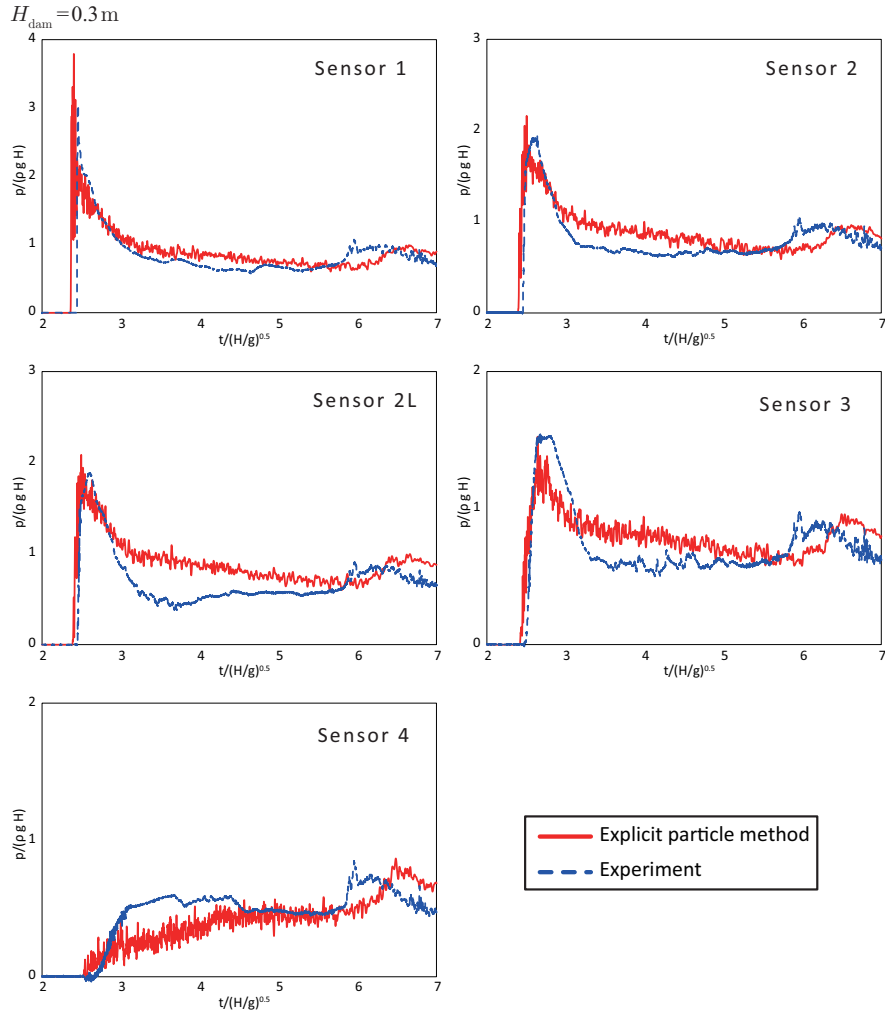 H_dam = 0.3 m
Sensor 1
p/(ρ g H)
4
3
2
1
0
2 3 4 5 6 7
t/(H/g)^0.5
Sensor 2
p/(ρ g H)
3
2
1
0
2 3 4 5 6 7
t/(H/g)^0.5
Sensor 2L
p/(ρ g H)
3
2
1
0
2 3 4 5 6 7
t/(H/g)^0.5
Sensor 3
p/(ρ g H)
2
1
0
2 3 4 5 6 7
t/(H/g)^0.5
Sensor 4
p/(ρ g H)
2
1
0
2 3 4 5 6 7
t/(H/g)^0.5
Explicit particle method
Experiment